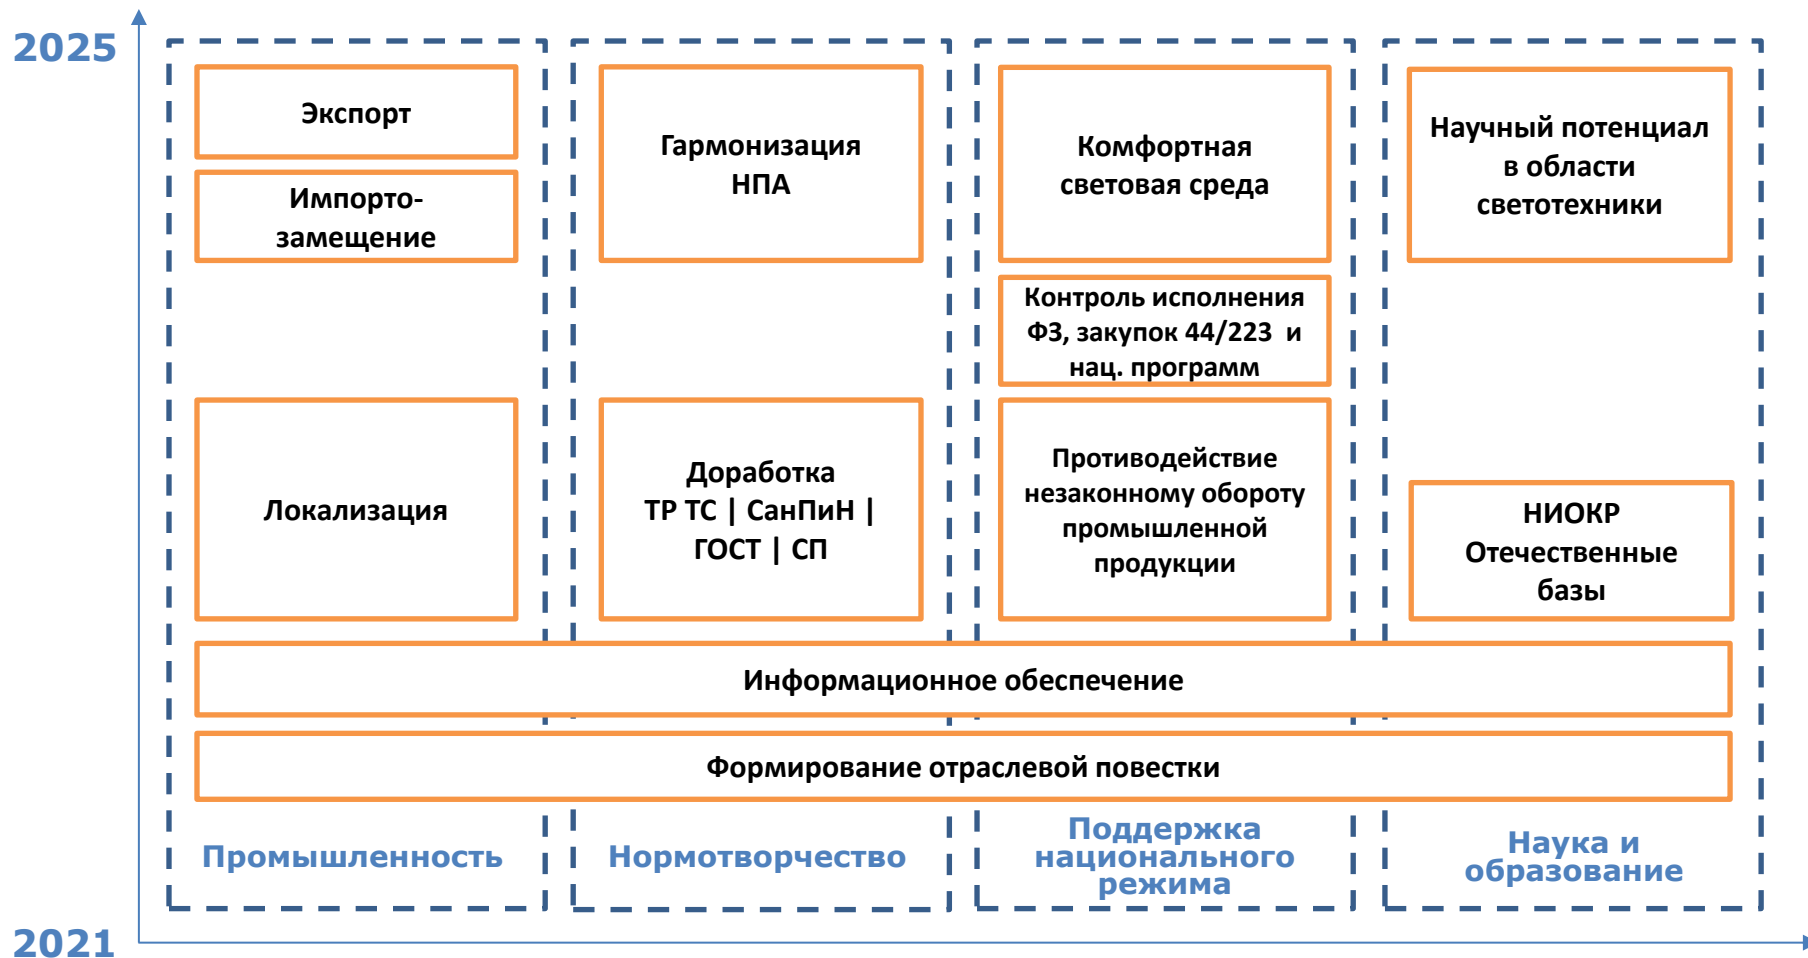 2025
Экспорт
Импорто-
замещение
Локализация
Гармонизация
НПА
Доработка
ТР ТС | СанПиН |
ГОСТ | СП
Комфортная
световая среда
Контроль исполнения
ФЗ, закупок 44/223 и
нац. программ
Противодействие
незаконному обороту
промышленной
продукции
Научный потенциал
в области
светотехники
НИОКР
Отечественные
базы
Информационное обеспечение
Формирование отраслевой повестки
Промышленность
Нормотворчество
Поддержка
национального
режима
Наука и
образование
2021